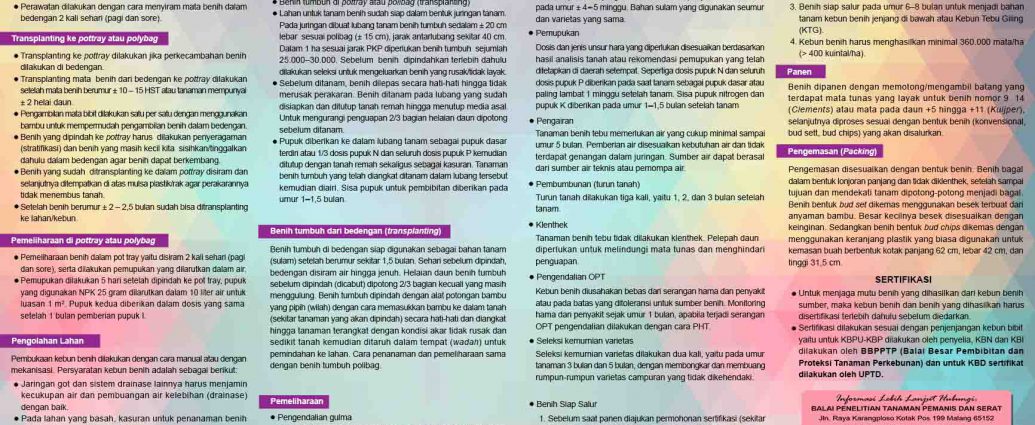 ● Perawatan dilakukan dengan cara menyiram mata benih dalam
bedengan 2 kali sehari (pagi dan sore).
Transplanting ke pottray atau polybag
● Transplanting ke pottray dilakukan jika perkecambahan benih
dilakukan di bedengan.
● Transplanting mata benih dari bedengan ke pottray dilakukan
setelah mata benih berumur ± 10 – 15 HST atau tanaman mempunyai
± 2 helai daun.
● Pengambilan mata bibit dilakukan satu per satu dengan menggunakan
bambu untuk mempermudah pengambilan benih dalam bedengan.
● Benih yang dipindah ke pottray harus dilakukan penyeragaman
(stratifikasi) dan benih yang masih kecil kita sisihkan/tinggalkan
dahulu dalam bedengan agar benih dapat berkembang.
● Benih yang sudah ditransplanting ke dalam pottray disiram dan
selanjutnya ditempatkan di atas mulsa plastik/rak agar perakarannya
tidak menembus tanah.
● Setelah benih berumur ± 2 – 2,5 bulan sudah bisa ditransplanting
ke lahan/kebun.
Pemeliharaan di pottray atau polybag
● Pemeliharaan benih dalam pot tray yaitu disiram 2 kali sehari (pagi
dan sore), serta dilakukan pemupukan yang dilarutkan dalam air.
● Pemupukan dilakukan 5 hari setelah dipindah ke pot tray, pupuk
yang digunakan NPK 25 gram dilarutkan dalam 10 liter air untuk
luasan 1 m². Pupuk kedua diberikan dalam dosis yang sama
setelah 1 bulan pemberian pupuk I.
Pengolahan Lahan
Pembukaan kebun benih dilakukan dengan cara manual atau dengan
mekanisasi. Persyaratan kebun benih adalah sebagai berikut:
● Jaringan got dan sistem drainase lainnya harus menjamin
kecukupan air dan pembuangan air kelebihan (drainase)
dengan baik.
● Pada lahan yang basah, kasuran untuk penanaman benih
● Benih tumbuh di pottray atau polybag (transplanting)
● Lahan untuk tanam benih sudah siap dalam bentuk juringan tanam.
Pada juringan dibuat lubang tanam benih tumbuh sedalam ± 20 cm
lebar sesuai polibag (± 15 cm), jarak antarlubang sekitar 40 cm.
Dalam 1 ha sesuai jarak PKP diperlukan benih tumbuh sejumlah
25.000–30.000. Sebelum benih dipindahkan terlebih dahulu
dilakukan seleksi untuk mengeluarkan benih yang rusak/tidak layak.
● Sebelum ditanam, benih dilepas secara hati-hati hingga tidak
merusak perakaran. Benih ditanam pada lubang yang sudah
disiapkan dan ditutup tanah remah hingga menutup media asal.
Untuk mengurangi penguapan 2/3 bagian helaian daun dipotong
sebelum ditanam.
● Pupuk diberikan ke dalam lubang tanam sebagai pupuk dasar
terdiri atau 1/3 dosis pupuk N dan seluruh dosis pupuk P kemudian
ditutup dengan tanah remah sekaligus sebagai kasuran. Tanaman
benih tumbuh yang telah diangkat ditanam dalam lubang tersebut
kemudian diairi. Sisa pupuk untuk pembibitan diberikan pada
umur 1–1,5 bulan.
Benih tumbuh dari bedengan (transplanting)
Benih tumbuh di bedengan siap digunakan sebagai bahan tanam
(sulam) setelah berumur sekitar 1,5 bulan. Sehari sebelum dipindah,
bedengan disiram air hingga jenuh. Helaian daun benih tumbuh
sebelum dipindah (dicabut) dipotong 2/3 bagian kecuali yang masih
menggulung. Benih tumbuh dipindah dengan alat potongan bambu
yang pipih (wilah) dengan cara memasukkan bambu ke dalam tanah
(sekitar tanaman yang akan dipindah) secara hati-hati dan diangkat
hingga tanaman terangkat dengan kondisi akar tidak rusak dan
sedikit tanah kemudian ditaruh dalam tempat (wadah) untuk
pemindahan ke lahan. Cara penanaman dan pemeliharaan sama
dengan benih tumbuh polibag.
Pemeliharaan
● Pengendalian gulma
pada umur ± 4–5 minggu. Bahan sulam yang digunakan seumur
dan varietas yang sama.
● Pemupukan
Dosis dan jenis unsur hara yang diperlukan disesuaikan berdasarkan
hasil analisis tanah atau rekomendasi pemupukan yang telah
ditetapkan di daerah setempat. Sepertiga dosis pupuk N dan seluruh
dosis pupuk P diberikan pada saat tanam sebagai pupuk dasar atau
paling lambat 1 minggu setelah tanam. Sisa pupuk nitrogen dan
pupuk K diberikan pada umur 1–1,5 bulan setelah tanam
● Pengairan
Tanaman benih tebu memerlukan air yang cukup minimal sampai
umur 5 bulan. Pemberian air disesuaikan kebutuhan air dan tidak
terdapat genangan dalam juringan. Sumber air dapat berasal
dari sumber air teknis atau pemompa air.
● Pembumbunan (turun tanah)
Turun tanah dilakukan tiga kali, yaitu 1, 2, dan 3 bulan setelah
tanam.
● Klenthek
Tanaman benih tebu tidak dilakukan klenthek. Pelepah daun
diperlukan untuk melindungi mata tunas dan menghindari
penguapan.
● Pengendalian OPT
Kebun benih diusahakan bebas dari serangan hama dan penyakit
atau pada batas yang ditoleransi untuk sumber benih. Monitoring
hama dan penyakit sejak umur 1 bulan, apabila terjadi serangan
OPT pengendalian dilakukan dengan cara PHT.
● Seleksi kemurnian varietas
Seleksi kemurnian varietas dilakukan dua kali, yaitu pada umur
tanaman 3 bulan dan 5 bulan, dengan membongkar dan membuang
rumpun-rumpun varietas campuran yang tidak dikehendaki.
● Benih Siap Salur
1. Sebelum saat panen diajukan permohonan sertifikasi (sekitar
3. Benih siap salur pada umur 6–8 bulan untuk menjadi bahan
tanam kebun benih jenjang di bawah atau Kebun Tebu Giling
(KTG).
4. Kebun benih harus menghasilkan minimal 360.000 mata/ha
(> 400 kuintal/ha).
Panen
Benih dipanen dengan memotong/mengambil batang yang
terdapat mata tunas yang layak untuk benih nomor 9 14
(Clements) atau mata pada daun +5 hingga +11 (Kuijper),
selanjutnya diproses sesuai dengan bentuk benih (konvensional,
bud sett, bud chips) yang akan disalurkan.
Pengemasan (Packing)
Pengemasan disesuaikan dengan bentuk benih. Benih bagal
dalam bentuk lonjoran panjang dan tidak diklenthek, setelah sampai
tujuan dan mendekati tanam dipotong-potong menjadi bagal.
Benih bentuk bud set dikemas menggunakan besek terbuat dari
anyaman bambu. Besar kecilnya besek disesuaikan dengan
keinginan. Sedangkan benih bentuk bud chips dikemas dengan
menggunakan keranjang plastik yang biasa digunakan untuk
kemasan buah berbentuk kotak panjang 62 cm, lebar 42 cm, dan
tinggi 31,5 cm.
SERTIFIKASI
● Untuk menjaga mutu benih yang dihasilkan dari kebun benih
sumber, maka kebun benih dan benih yang dihasilkan harus
disertifikasi terlebih dahulu sebelum diedarkan.
● Sertifikasi dilakukan sesuai dengan penjenjangan kebun bibit
yaitu untuk KBPU-KBP dilakukan oleh penyelia, KBN dan KBI
dilakukan oleh BBPPTP (Balai Besar Pembibitan dan
Proteksi Tanaman Perkebunan) dan untuk KBD sertifikat
dilakukan oleh UPTD.
Informasi Lebih Lanjut Hubungi:
BALAI PENELITIAN TANAMAN PEMANIS DAN SERAT
Jln. Raya Karangploso Kotak Pos 199 Malang 65152